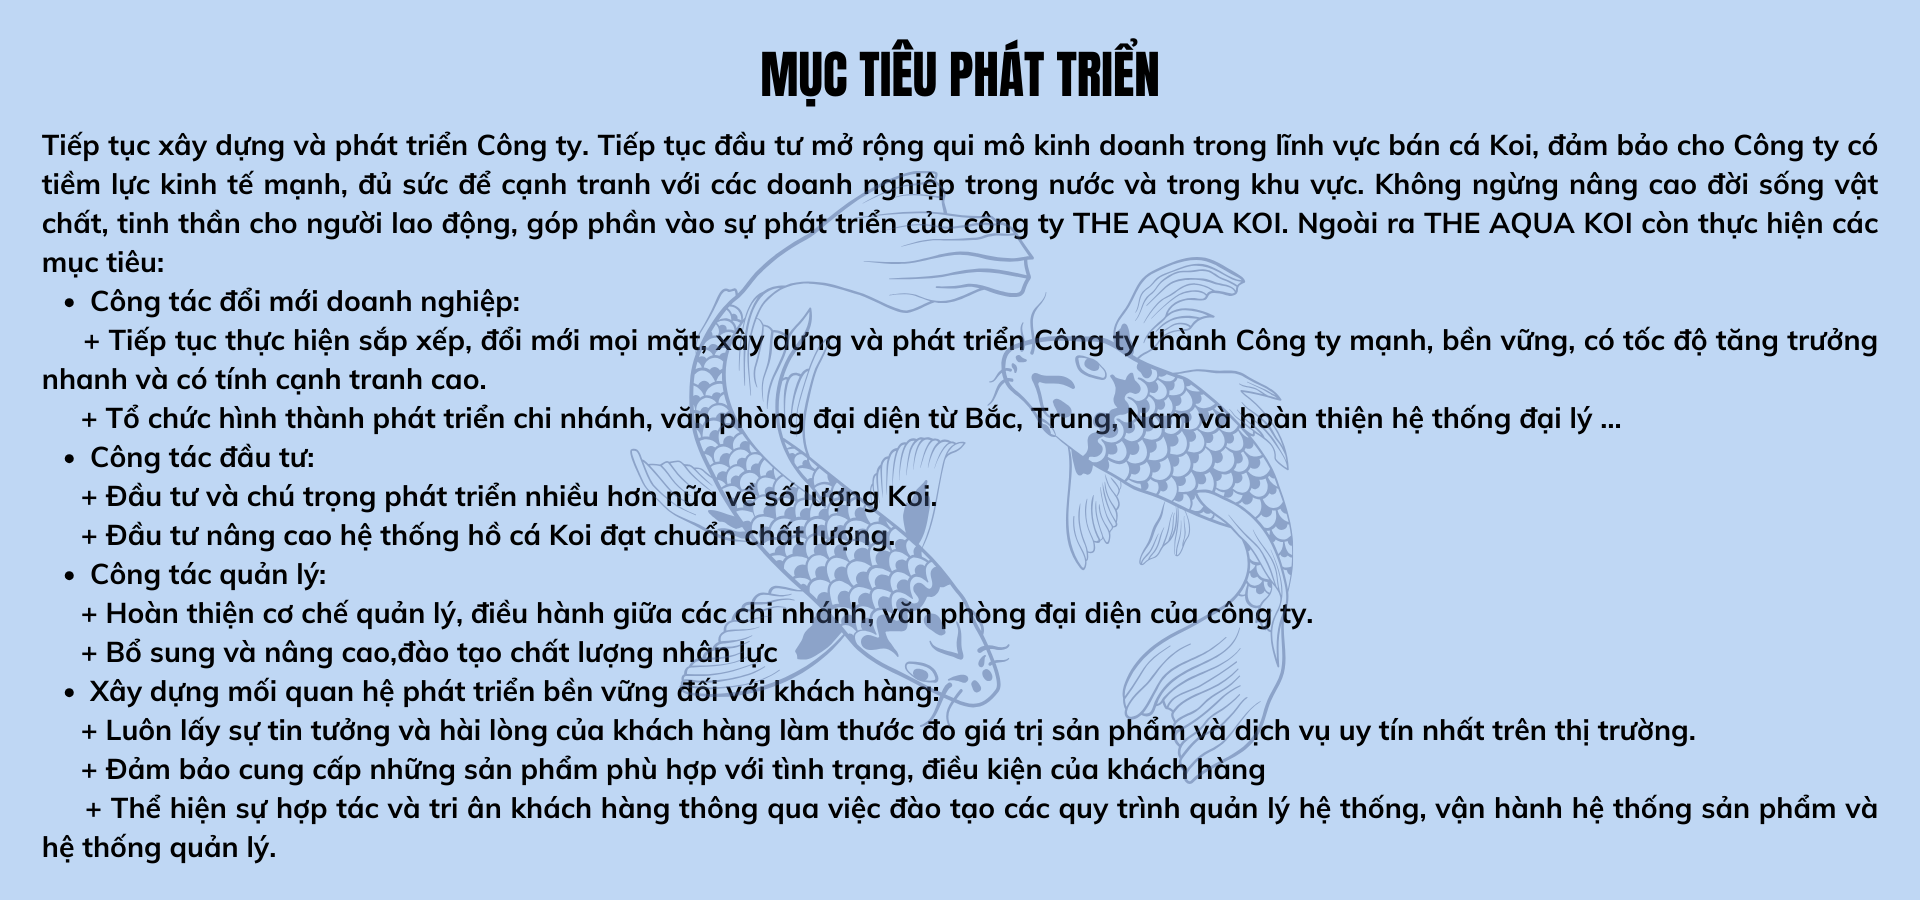 MỤC TIÊU PHÁT TRIỂN
Tiếp tục xây dựng và phát triển Công ty. Tiếp tục đầu tư mở rộng qui mô kinh doanh trong lĩnh vực bán cá Koi, đảm bảo cho Công ty có
tiềm lực kinh tế mạnh, đủ sức để cạnh tranh với các doanh nghiệp trong nước và trong khu vực. Không ngừng nâng cao đời sống vật
chất, tinh thần cho người lao động, góp phần vào sự phát triển của công ty THE AQUA KOI. Ngoài ra THE AQUA KOI còn thực hiện các
mục tiêu:
• Công tác đổi mới doanh nghiệp:
+ Tiếp tục thực hiện sắp xếp, đổi mới mọi mặt, xây dựng và phát triển Công ty thành Công ty mạnh, bền vững, có tốc độ tăng trưởng
nhanh và có tính cạnh tranh cao.
+ Tổ chức hình thành phát triển chi nhánh, văn phòng đại diện từ Bắc, Trung, Nam và hoàn thiện hệ thống đại lý ...
• Công tác đầu tư:
+ Đầu tư và chú trọng phát triển nhiều hơn nữa về số lượng Koi.
+ Đầu tư nâng cao hệ thống hồ cá Koi đạt chuẩn chất lượng.
• Công tác quản lý:
+ Hoàn thiện cơ chế quản lý, điều hành giữa các chi nhánh, văn phòng đại diện của công ty.
+ Bổ sung và nâng cao,đào tạo chất lượng nhân lực
• Xây dựng mối quan hệ phát triển bền vững đối với khách hàng:
+ Luôn lấy sự tin tưởng và hài lòng của khách hàng làm thước đo giá trị sản phẩm và dịch vụ uy tín nhất trên thị trường.
+ Đảm bảo cung cấp những sản phẩm phù hợp với tình trạng, điều kiện của khách hàng
+ Thể hiện sự hợp tác và tri ân khách hàng thông qua việc đào tạo các quy trình quản lý hệ thống, vận hành hệ thống sản phẩm và
hệ thống quản lý.